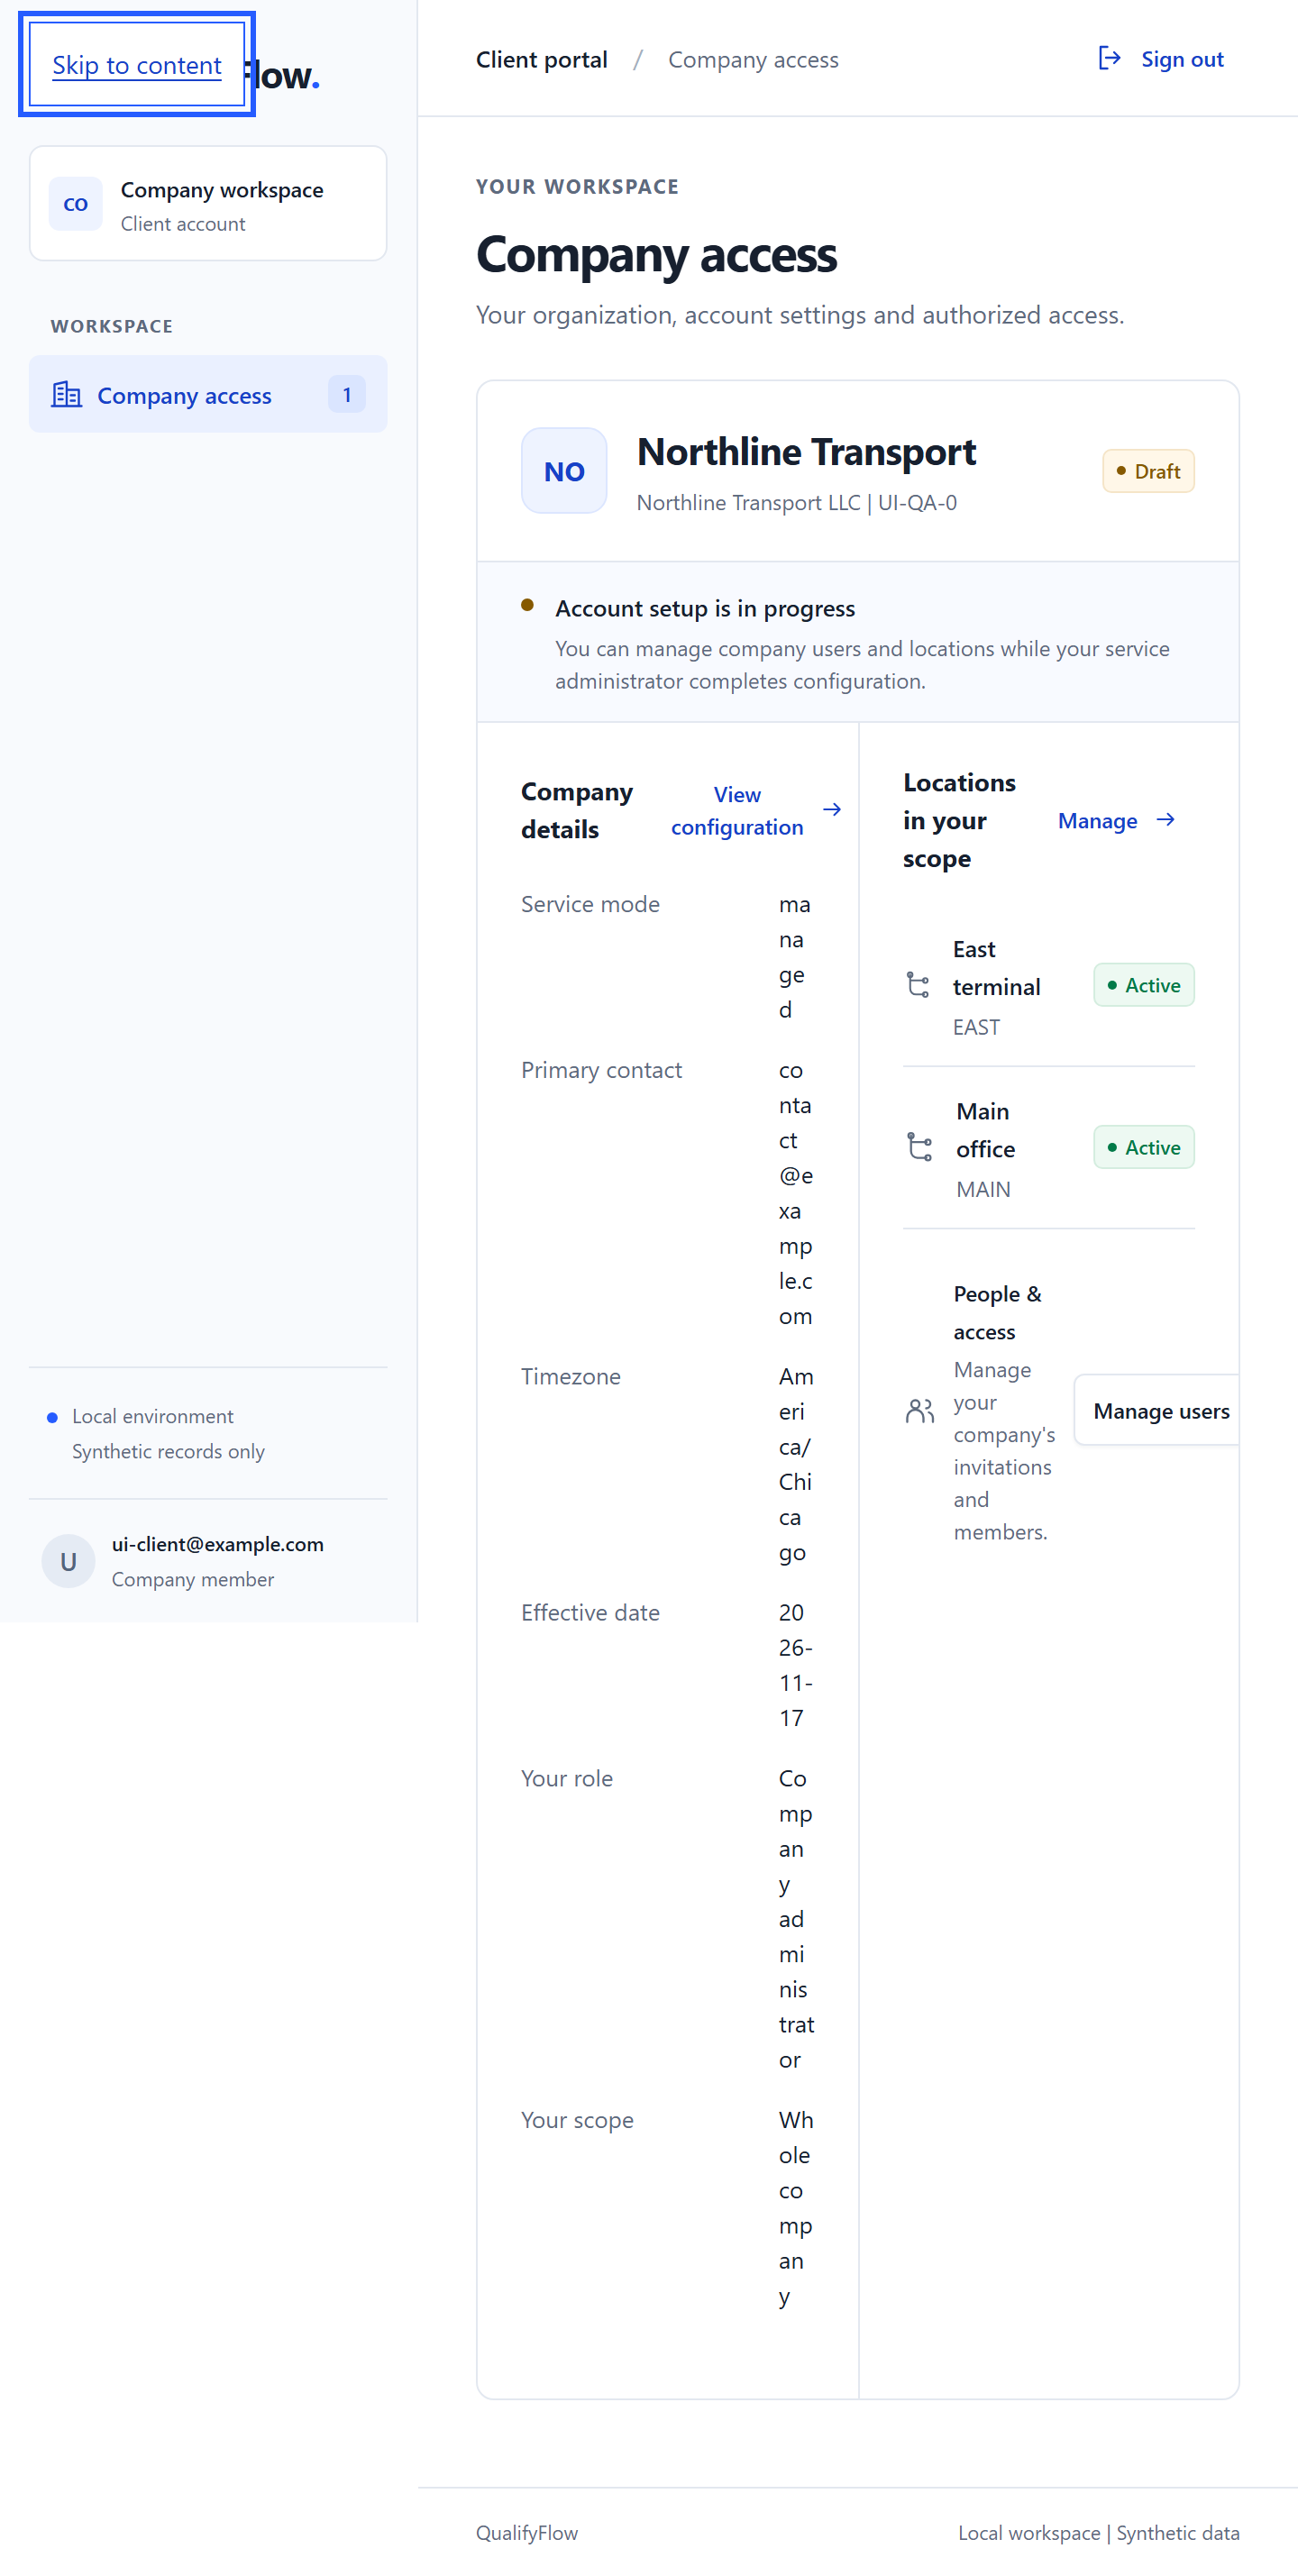 Skip to content
low.
CO
Company workspace
Client account
WORKSPACE
Company access
1
Local environment
Synthetic records only
U
ui-client@example.com
Company member
Client portal / Company access
Sign out
YOUR WORKSPACE
Company access
Your organization, account settings and authorized access.
NO
Northline Transport
Northline Transport LLC | UI-QA-0
Draft
Account setup is in progress
You can manage company users and locations while your service
administrator completes configuration.
Company
details
View
configuration
Service mode
ma
na
ge
d
Primary contact
co
nta
ct
@e
xa
mp
le.c
om
Timezone
Am
eri
ca/
Chi
ca
go
Effective date
20
26-
11-
17
Your role
Co
mp
an
y
ad
mi
nis
trat
or
Your scope
Wh
ole
co
mp
an
y
Locations
in your
scope
Manage
East
terminal
EAST
Active
Main
office
MAIN
Active
People &
access
Manage
your
company's
invitations
and
members.
Manage users
QualifyFlow
Local workspace | Synthetic data